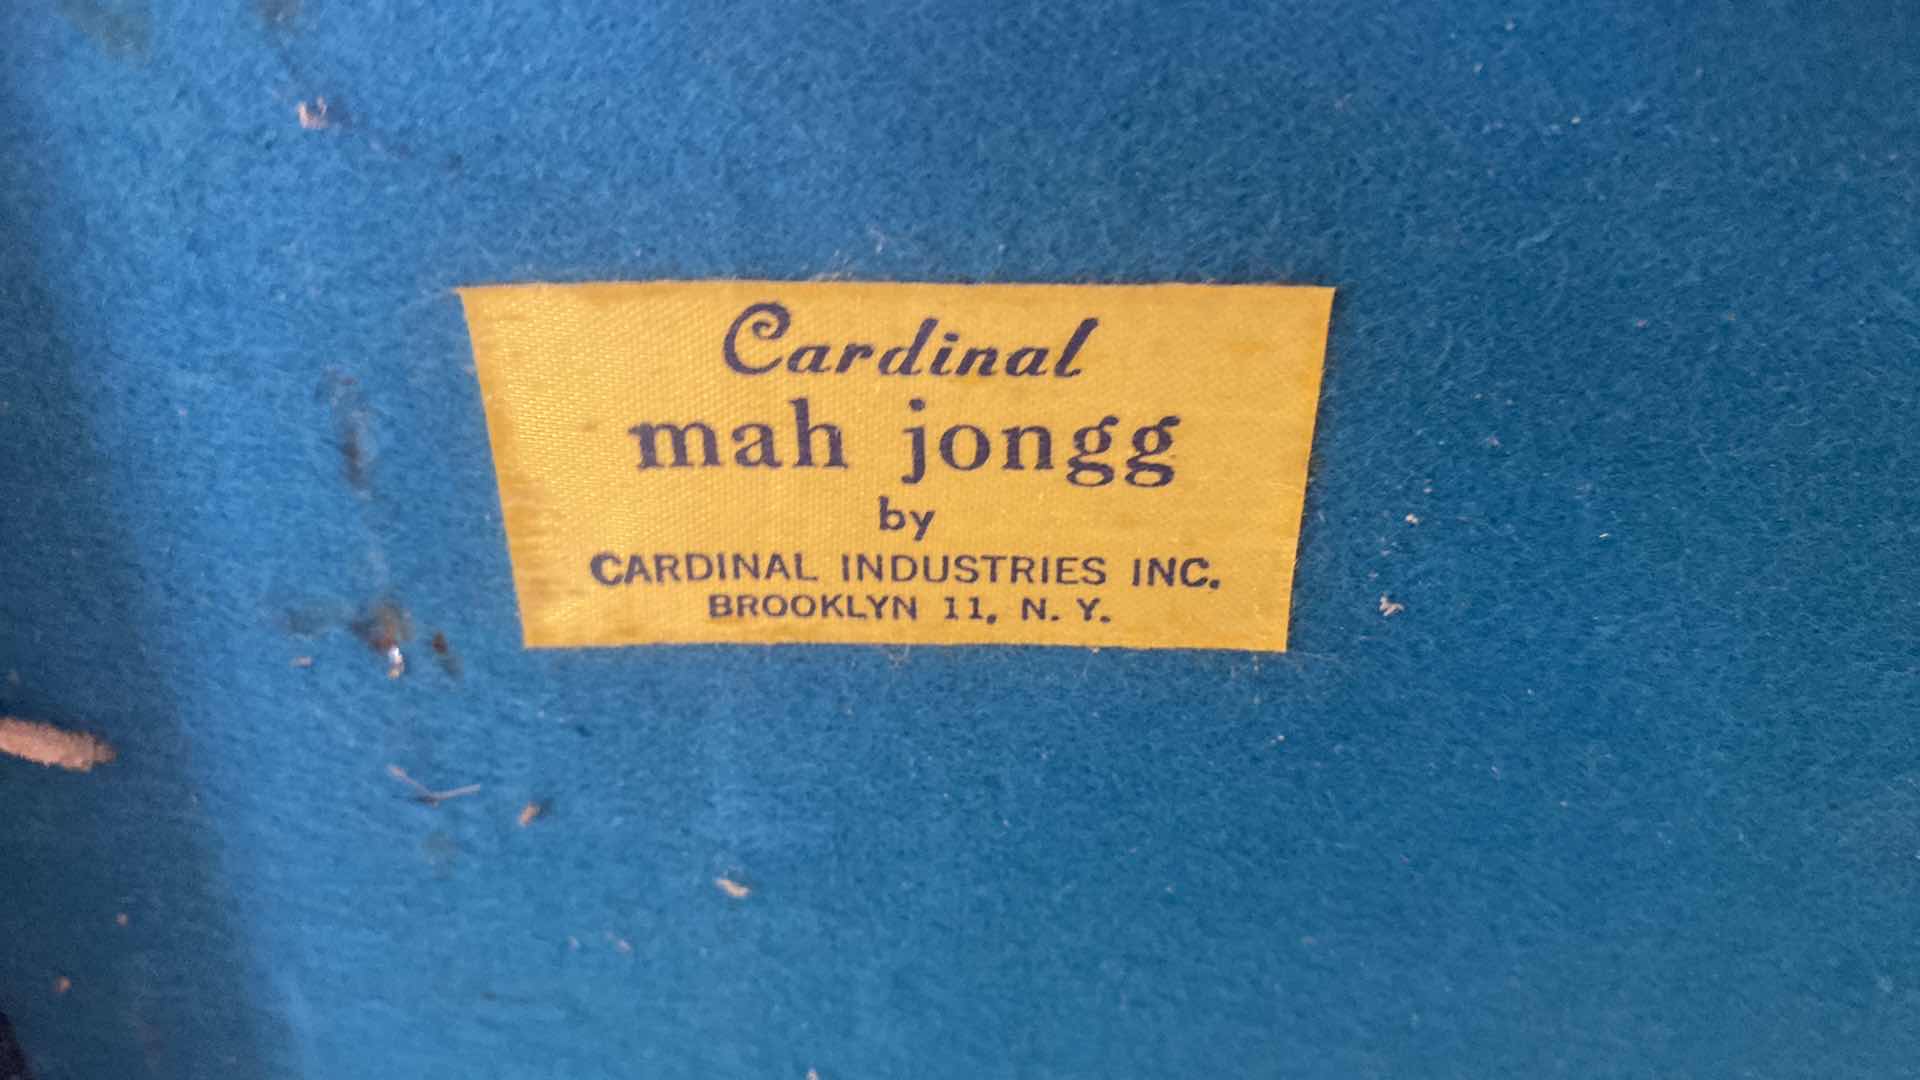 Cardinal
mah jongg
by
CARDINAL INDUSTRIES INC.
BROOKLYN 11, N. Y.